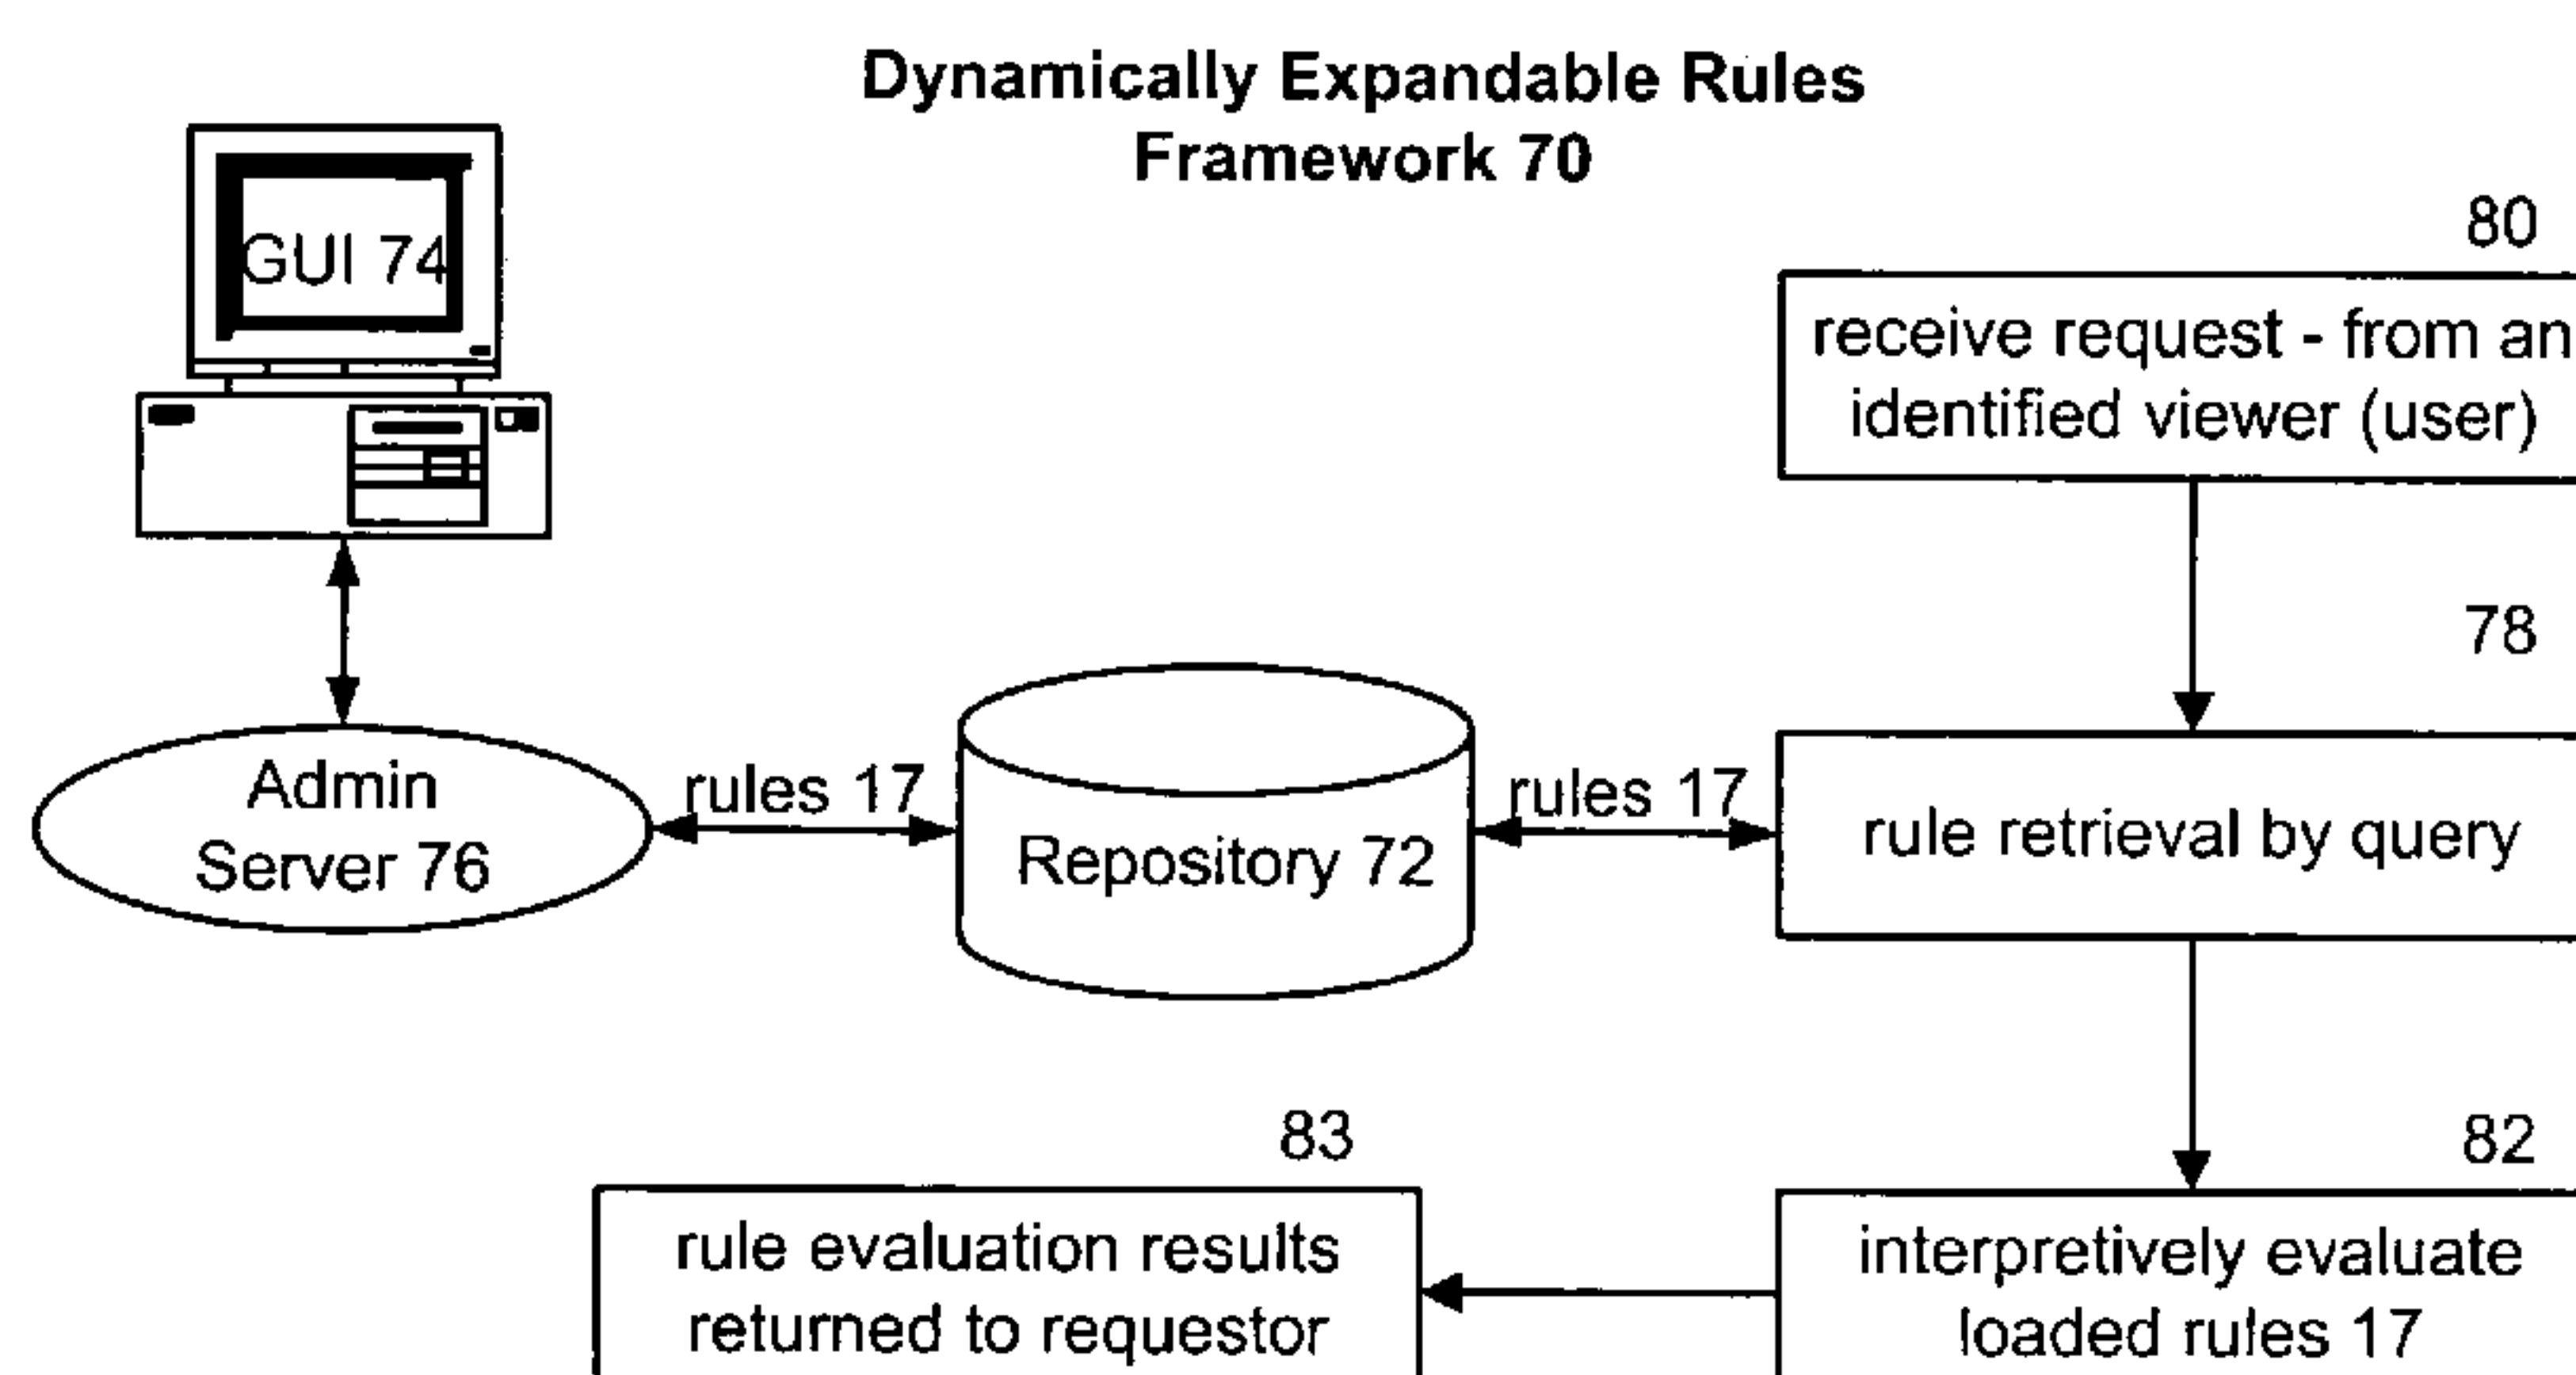 Dynamically Expandable Rules
Framework 70
GUI 74
80
receive request - from an
identified viewer (user)
78
Admin
Server 76
rules 17
Repository 72
rules 17
rule retrieval by query
83
rule evaluation results
returned to requestor
82
interpretively evaluate
loaded rules 17